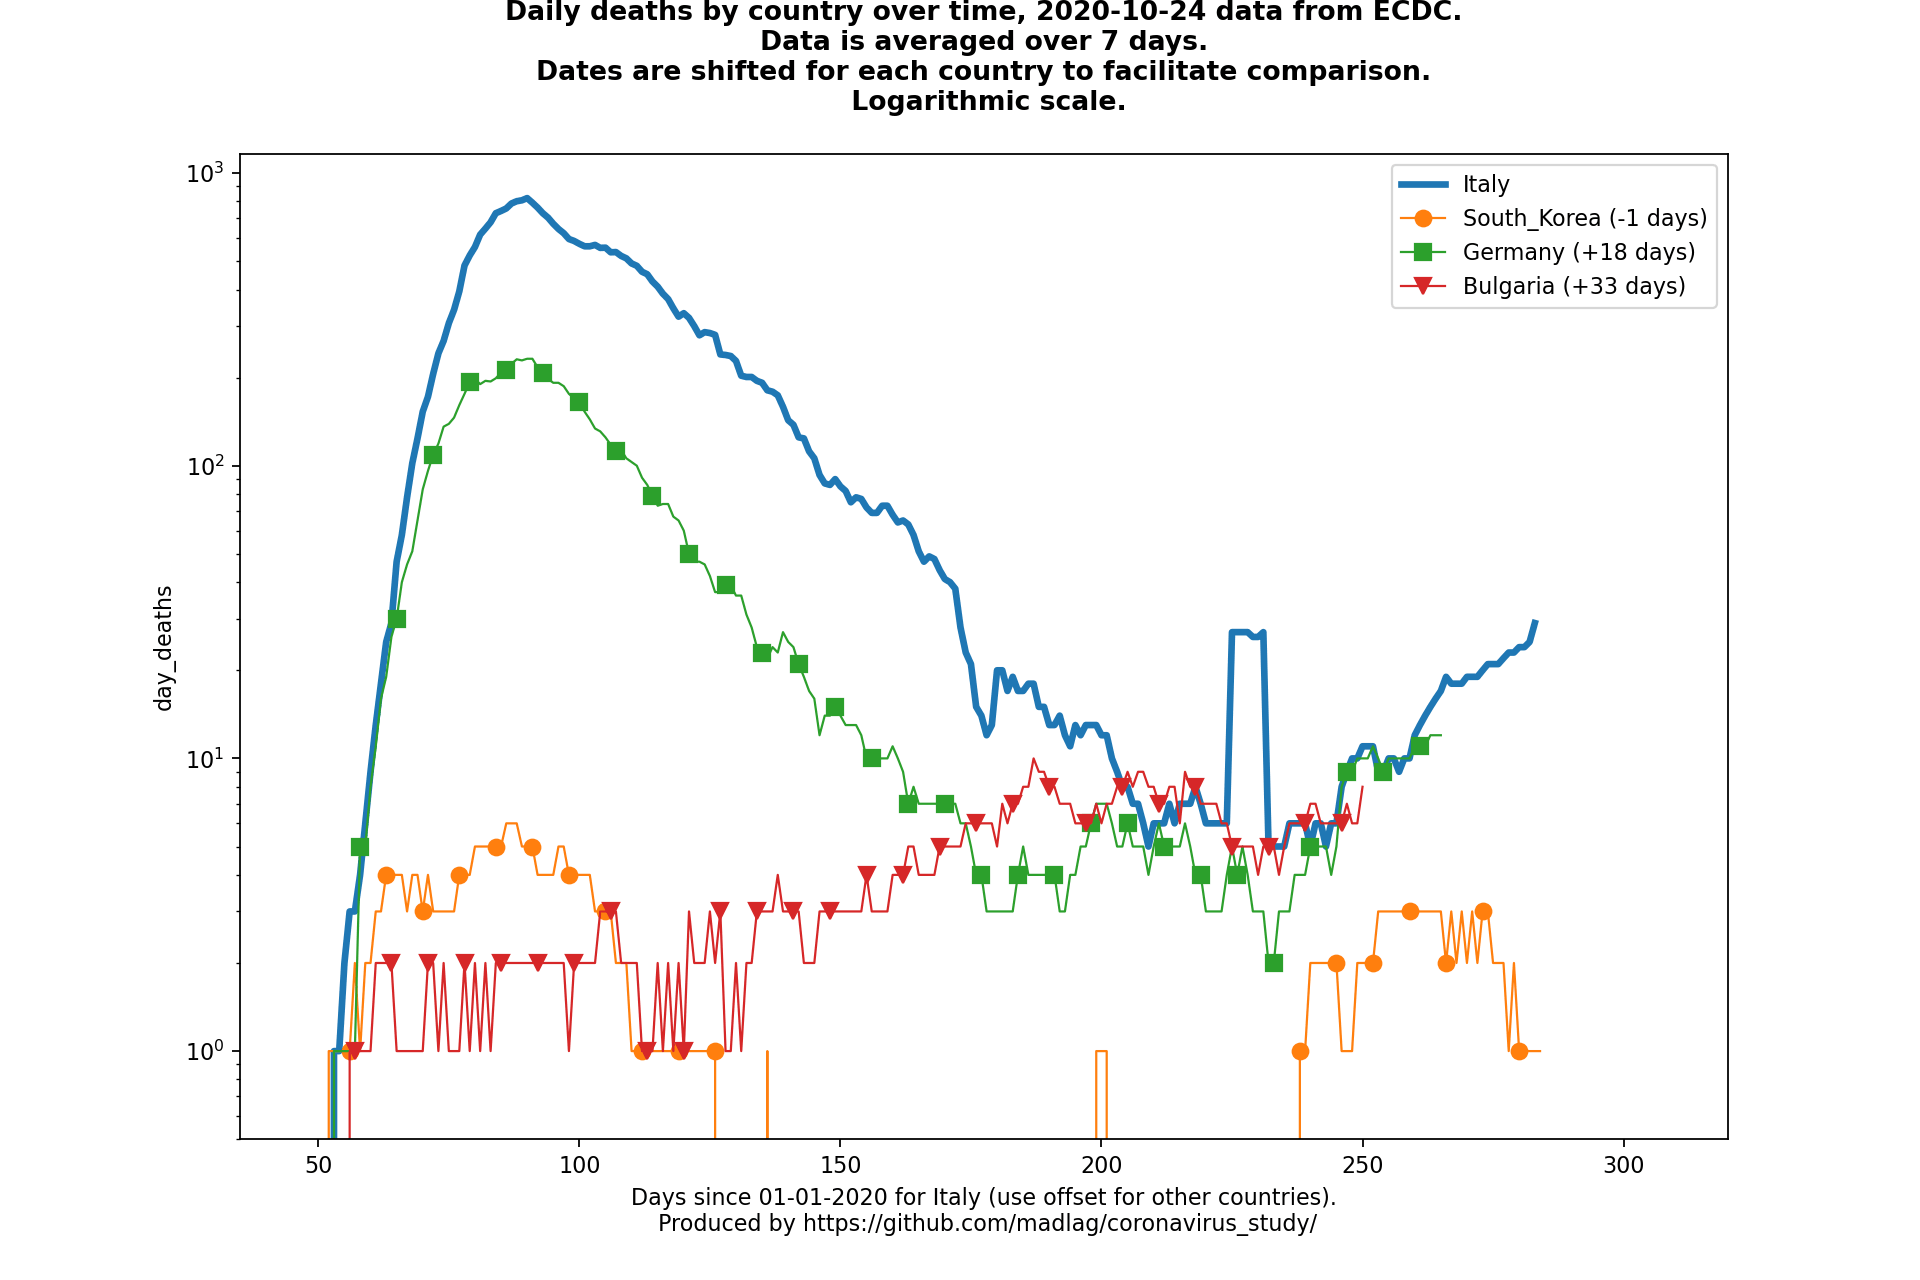 Daily deaths by country over time, 2020-10-24 data from ECDC.
Data is averaged over 7 days.
Dates are shifted for each country to facilitate comparison.
Logarithmic scale.
10³
10²
10¹
10⁰
day_deaths
Italy
South_Korea (-1 days)
Germany (+18 days)
Bulgaria (+33 days)
50 100 150 200 250 300
Days since 01-01-2020 for Italy (use offset for other countries).
Produced by https://github.com/madlag/coronavirus_study/